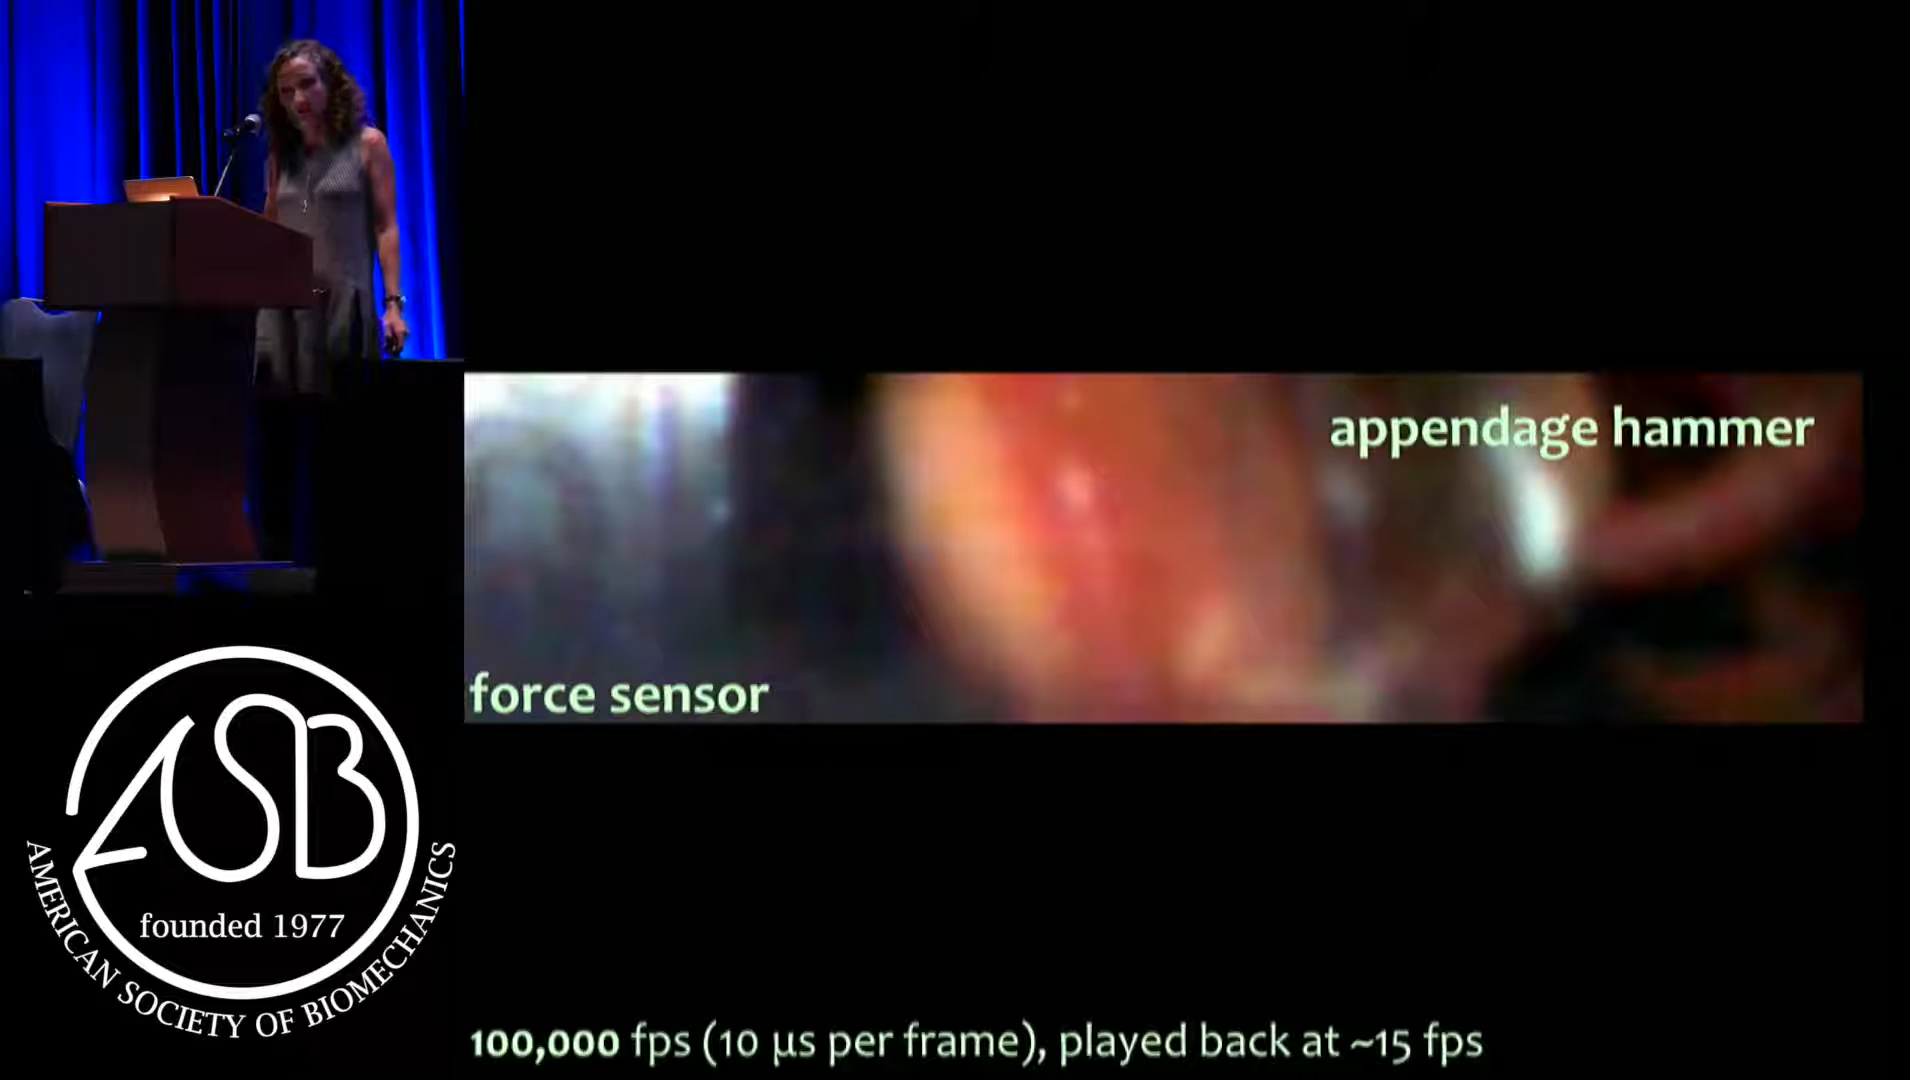 appendage hammer
force sensor
ASB
founded 1977
AMERICAN SOCIETY OF BIOMECHANICS
100,000 fps (10 µs per frame), played back at ~15 fps